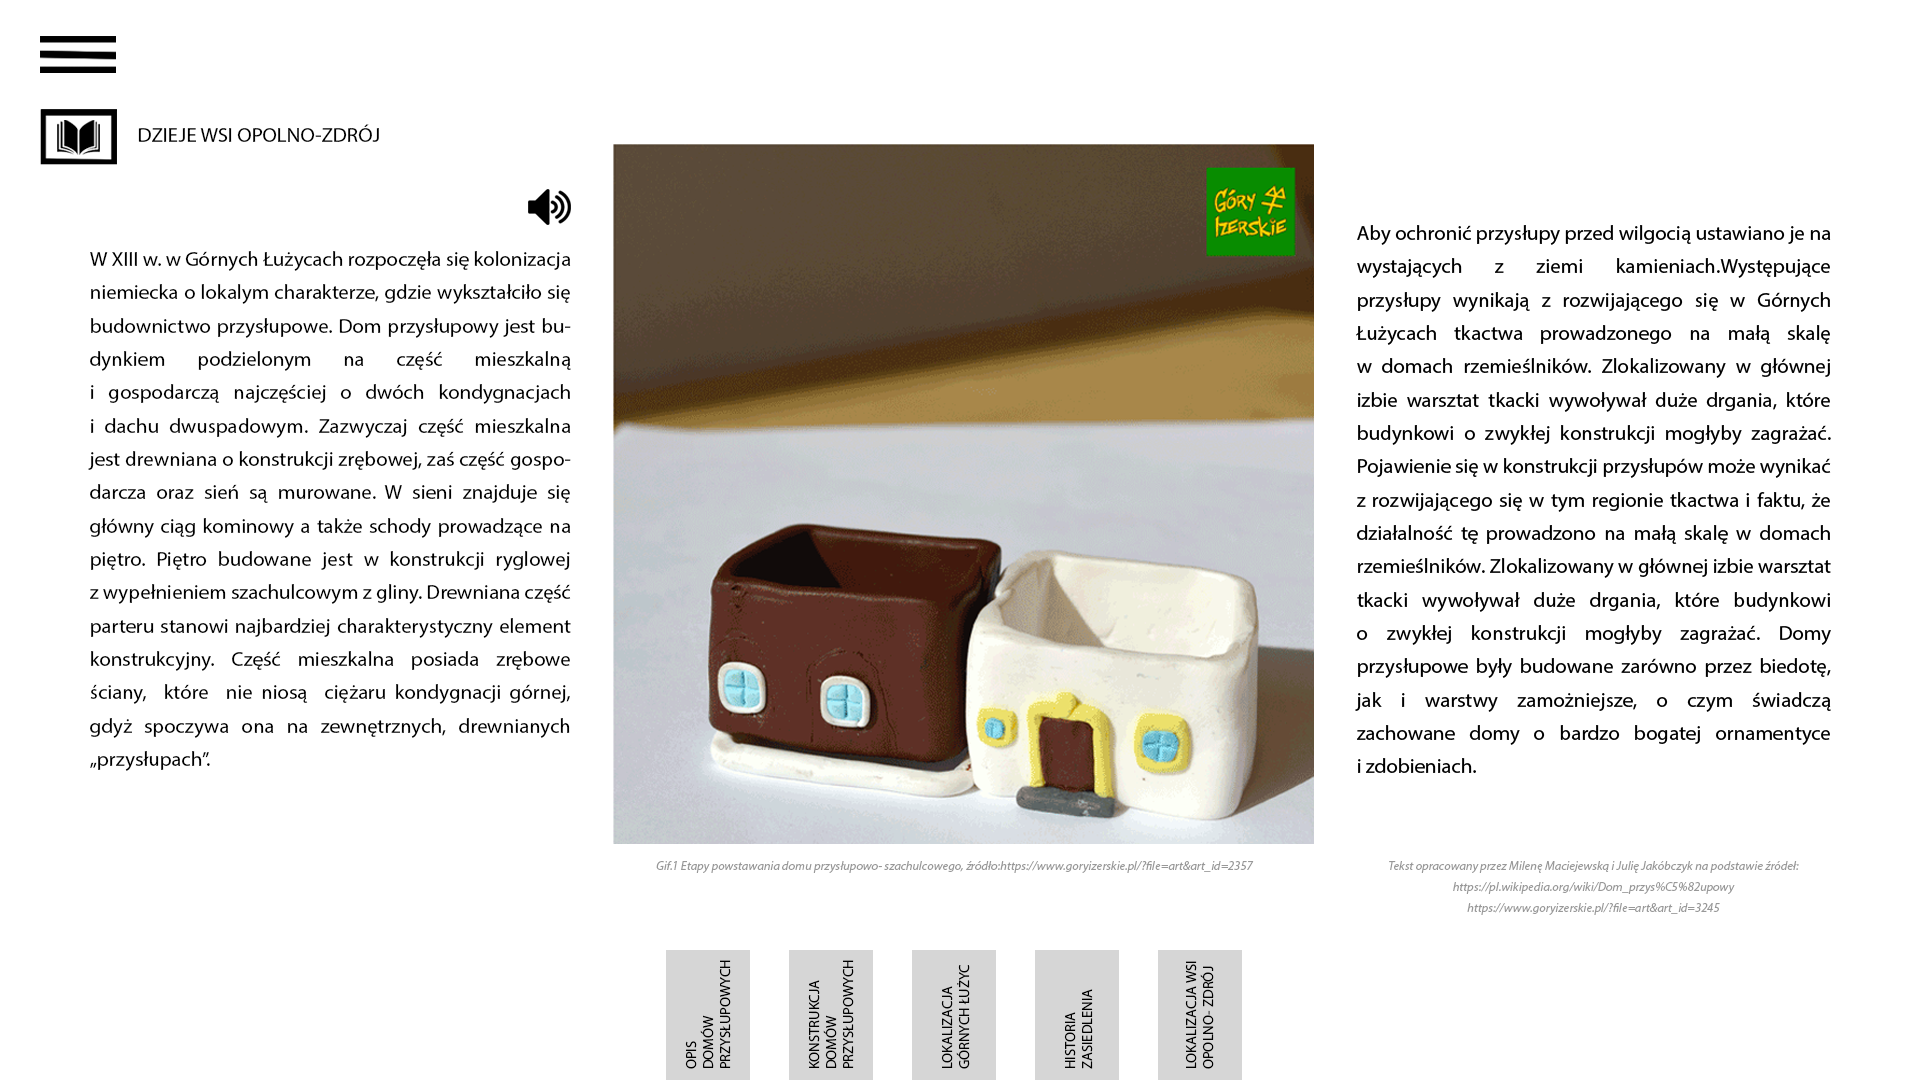 DZIEJE WSI OPOLNO-ZDRÓJ
W XIII w. w Górnych Łużycach rozpoczęła się kolonizacja
niemiecka o lokalym charakterze, gdzie wykształciło się
budownictwo przysłupowe. Dom przysłupowy jest bu-
dynkiem podzielonym na część mieszkalną
i gospodarczą najczęściej o dwóch kondygnacjach
i dachu dwuspadowym. Zazwyczaj część mieszkalna
jest drewniana o konstrukcji zrębowej, zaś część gospo-
darcza oraz sień są murowane. W sieni znajduje się
główny ciąg kominowy a także schody prowadzące na
piętro. Piętro budowane jest w konstrukcji ryglowej
z wypełnieniem szachulcowym z gliny. Drewniana część
parteru stanowi najbardziej charakterystyczny element
konstrukcyjny. Część mieszkalna posiada zrębowe
ściany, które nie niosą ciężaru kondygnacji górnej,
gdyż spoczywa ona na zewnętrznych, drewnianych
„przysłupach”.
GÓRY
IZERSKIE
Gif.1 Etapy powstawania domu przysłupowo- szachulcowego, źródło:https://www.goryizerskie.pl/?file=art&art_id=2357
Aby ochronić przysłupy przed wilgocią ustawiano je na
wystających z ziemi kamieniach.Występujące
przysłupy wynikają z rozwijającego się w Górnych
Łużycach tkactwa prowadzonego na małą skalę
w domach rzemieślników. Zlokalizowany w głównej
izbie warsztat tkacki wywoływał duże drgania, które
budynkowi o zwykłej konstrukcji mogłyby zagrażać.
Pojawienie się w konstrukcji przysłupów może wynikać
z rozwijającego się w tym regionie tkactwa i faktu, że
działalność tę prowadzono na małą skalę w domach
rzemieślników. Zlokalizowany w głównej izbie warsztat
tkacki wywoływał duże drgania, które budynkowi
o zwykłej konstrukcji mogłyby zagrażać. Domy
przysłupowe były budowane zarówno przez biedotę,
jak i warstwy zamożniejsze, o czym świadczą
zachowane domy o bardzo bogatej ornamentyce
i zdobieniach.
Tekst opracowany przez Milenę Maciejewską i Julię Jakóbczyk na podstawie źródeł:
https://pl.wikipedia.org/wiki/Dom_przys%C5%82upowy
https://www.goryizerskie.pl/?file=art&art_id=3245
OPIS
DOMÓW
PRZYSŁUPOWYCH
KONSTRUKCJA
DOMÓW
PRZYSŁUPOWYCH
LOKALIZACJA
GÓRNYCH ŁUŻYC
HISTORIA
ZASIEDLENIA
LOKALIZACJA WSI
OPOLNO- ZDRÓJ